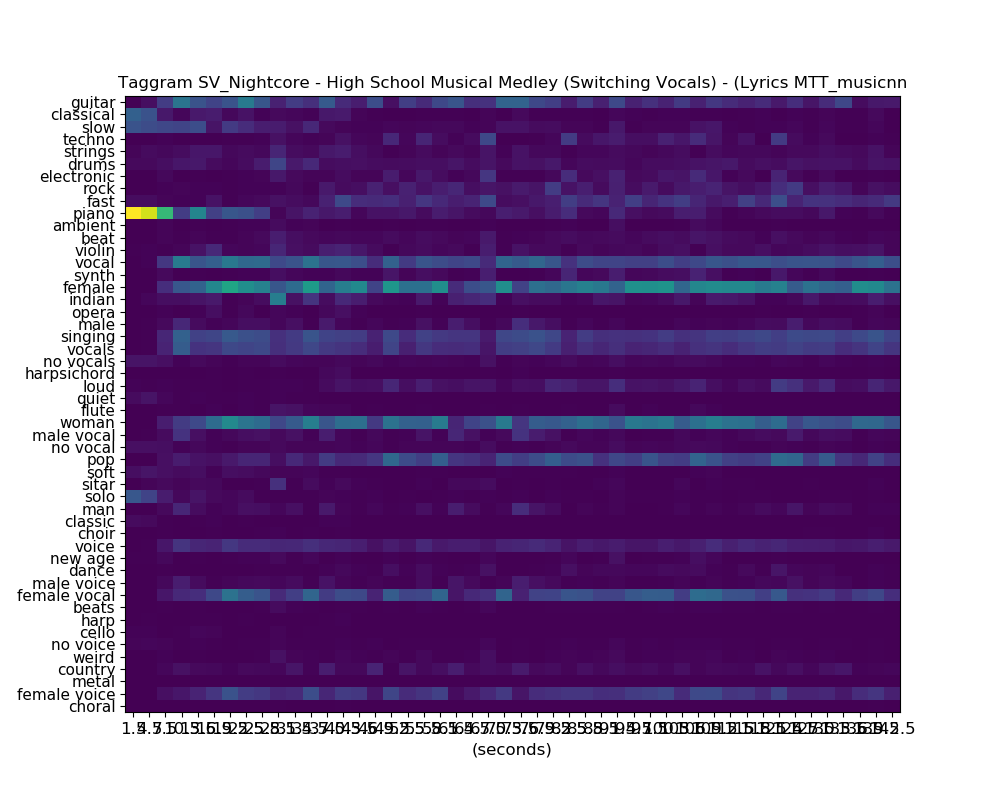 Taggram SV_Nightcore - High School Musical Medley (Switching Vocals) - (Lyrics MTT_musicnn
guitar
classical
slow
techno
strings
drums
electronic
rock
fast
piano
ambient
beat
violin
vocal
synth
female
indian
opera
male
singing
vocals
no vocals
harpsichord
loud
quiet
flute
woman
male vocal
no vocal
pop
soft
sitar
solo
man
classic
choir
voice
new age
dance
male voice
female vocal
beats
harp
cello
no voice
weird
country
metal
female voice
choral
(seconds)